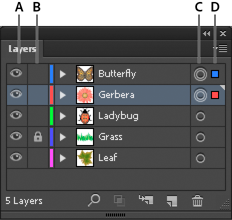 A B C D
Layers
Butterfly
Gerbera
Ladybug
Grass
Leaf
5 Layers